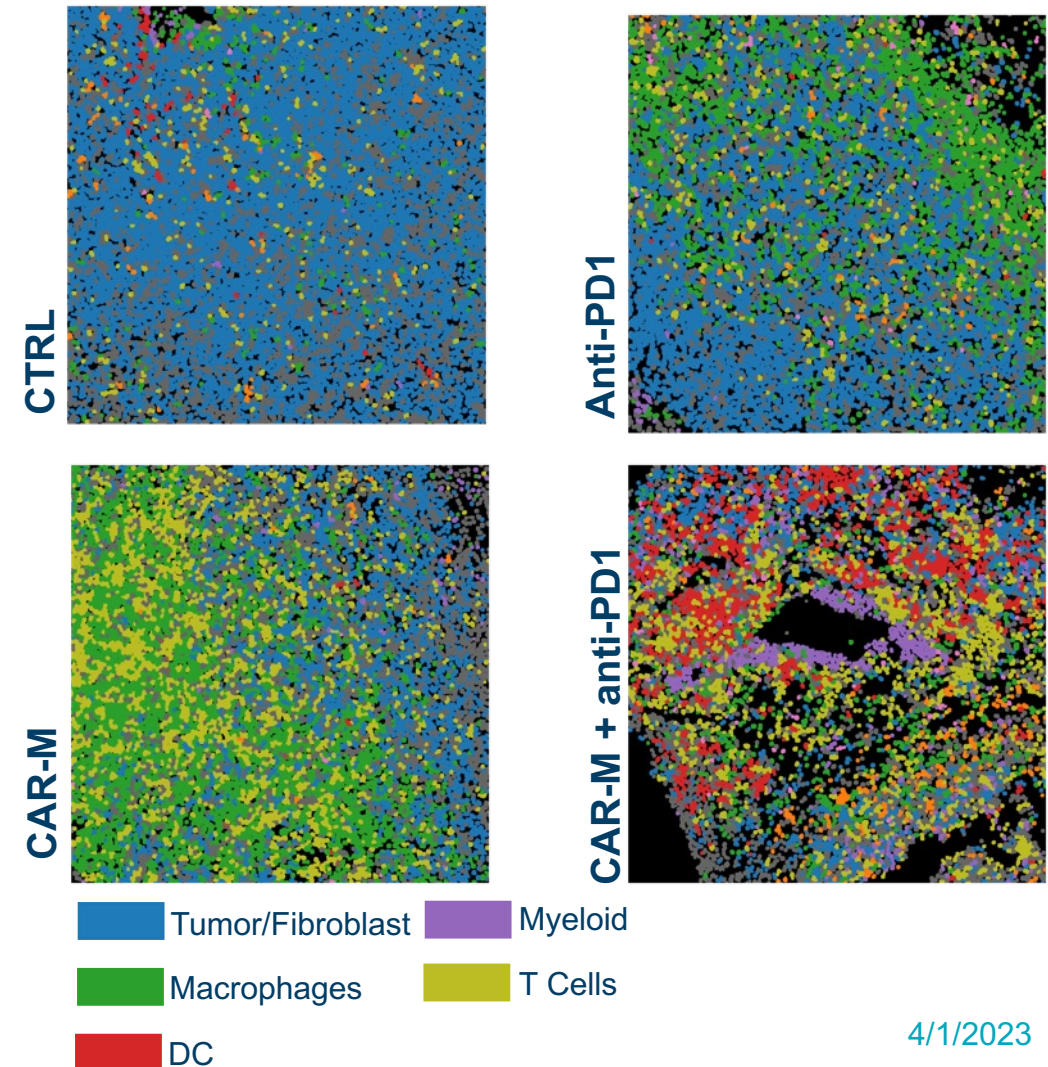 CTRL
Anti-PD1
CAR-M
CAR-M + anti-PD1
Tumor/Fibroblast
Myeloid
Macrophages
T Cells
DC
4/1/2023